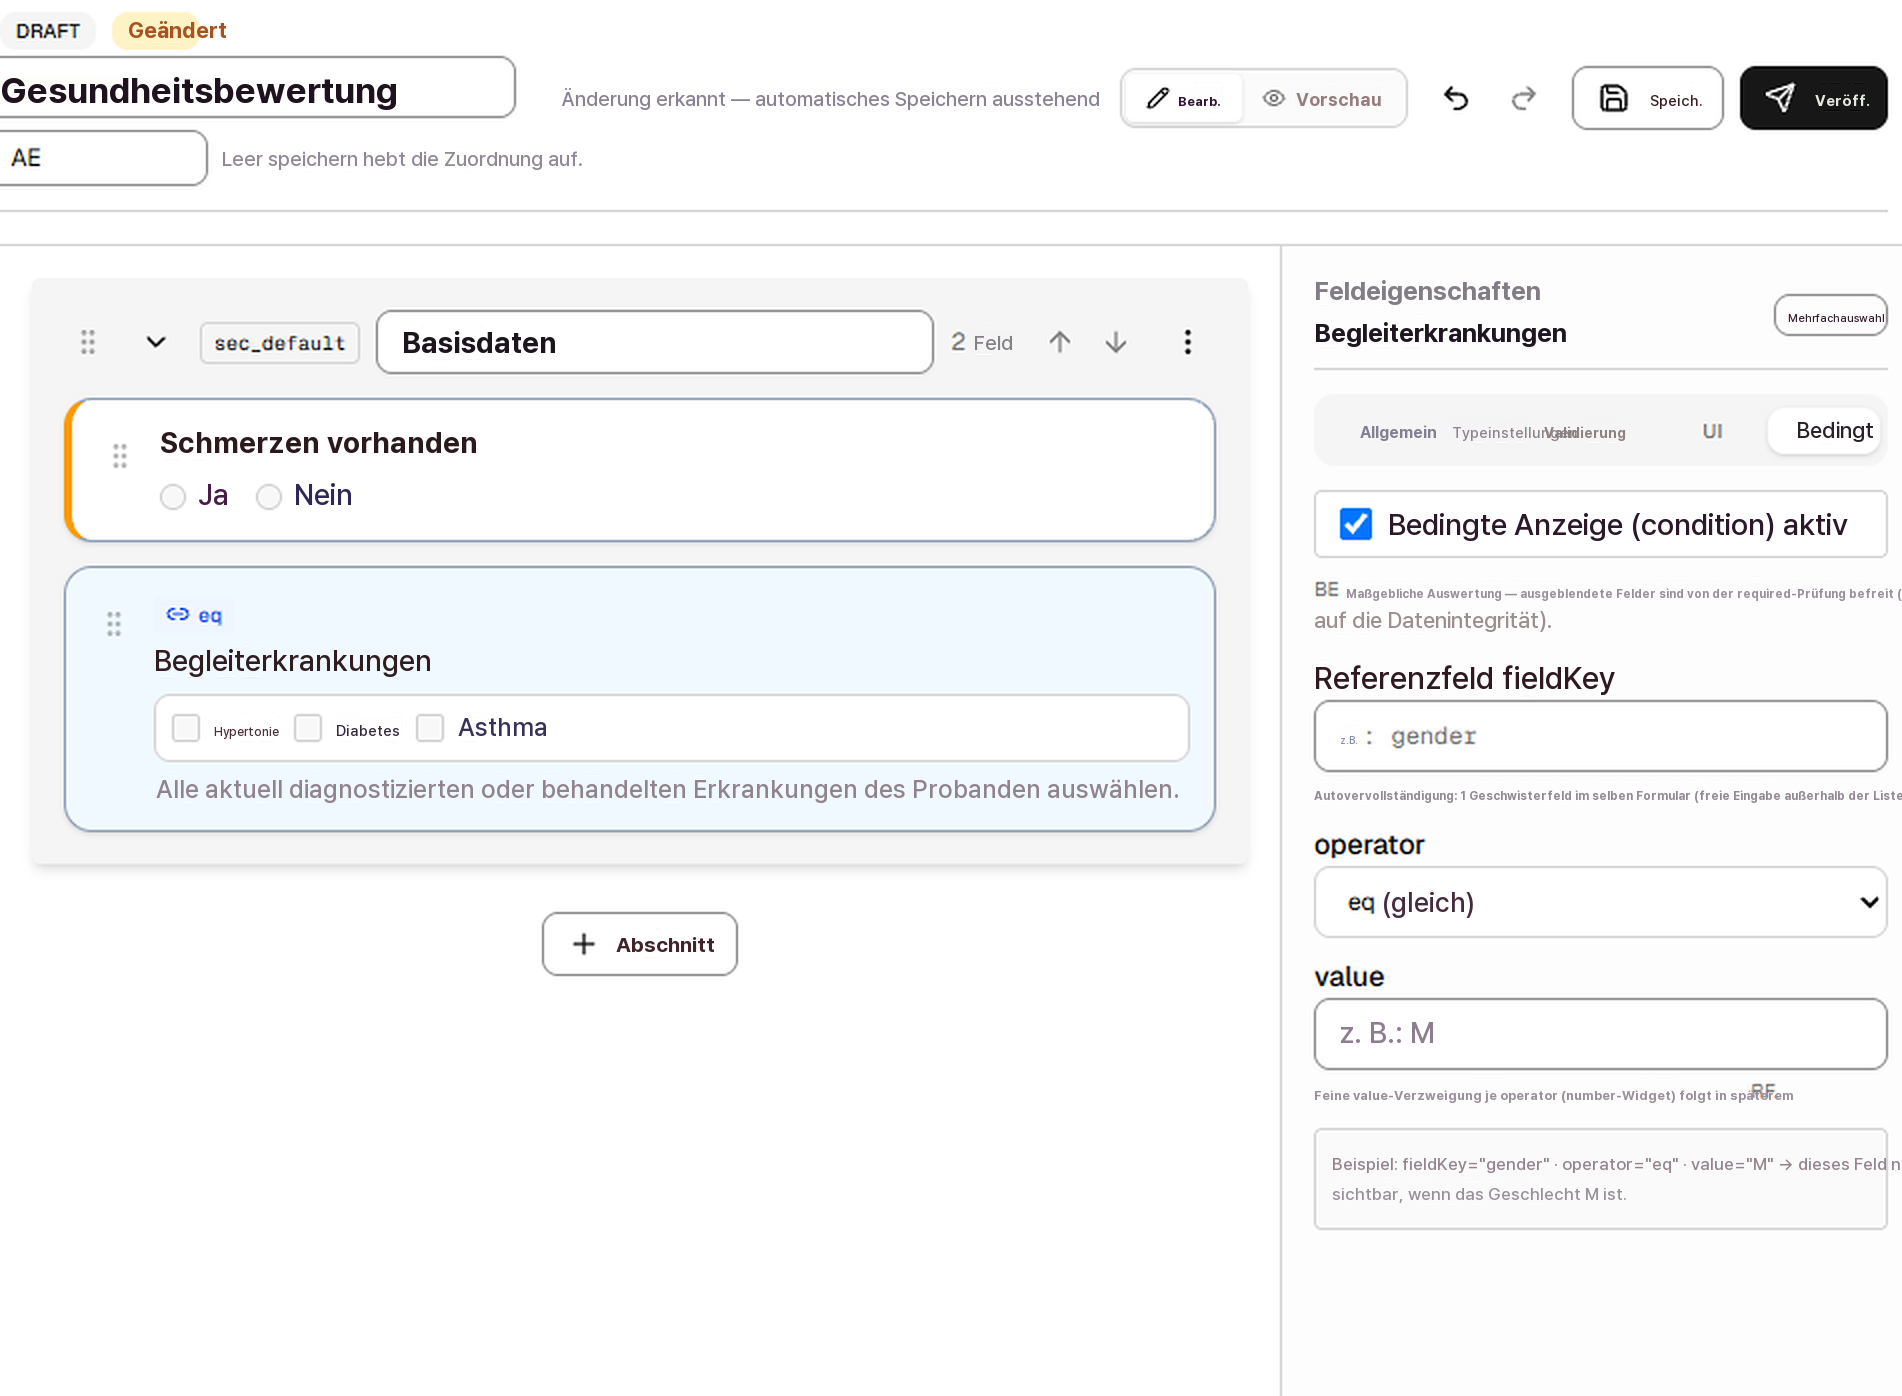 DRAFT Geändert
Gesundheitsbewertung
Änderung erkannt — automatisches Speichern ausstehend
Bearb.
Vorschau
Speich.
Veröff.
AE
Leer speichern hebt die Zuordnung auf.
sec_default
Basisdaten
2 Feld
Schmerzen vorhanden
Ja Nein
eq
Begleiterkrankungen
Hypertonie Diabetes Asthma
Alle aktuell diagnostizierten oder behandelten Erkrankungen des Probanden auswählen.
Abschnitt
Feldeigenschaften
Begleiterkrankungen
Mehrfachauswahl
Allgemein Typeinstellungen Validierung UI Bedingt
Bedingte Anzeige (condition) aktiv
BE Maßgebliche Auswertung — ausgeblendete Felder sind von der required-Prüfung befreit (
auf die Datenintegrität).
Referenzfeld fieldKey
z.B. : gender
Autovervollständigung: 1 Geschwisterfeld im selben Formular (freie Eingabe außerhalb der Liste
operator
eq (gleich)
value
z. B.: M
Feine value-Verzweigung je operator (number-Widget) folgt in späterem
Beispiel: fieldKey="gender" · operator="eq" · value="M" → dieses Feld n
sichtbar, wenn das Geschlecht M ist.